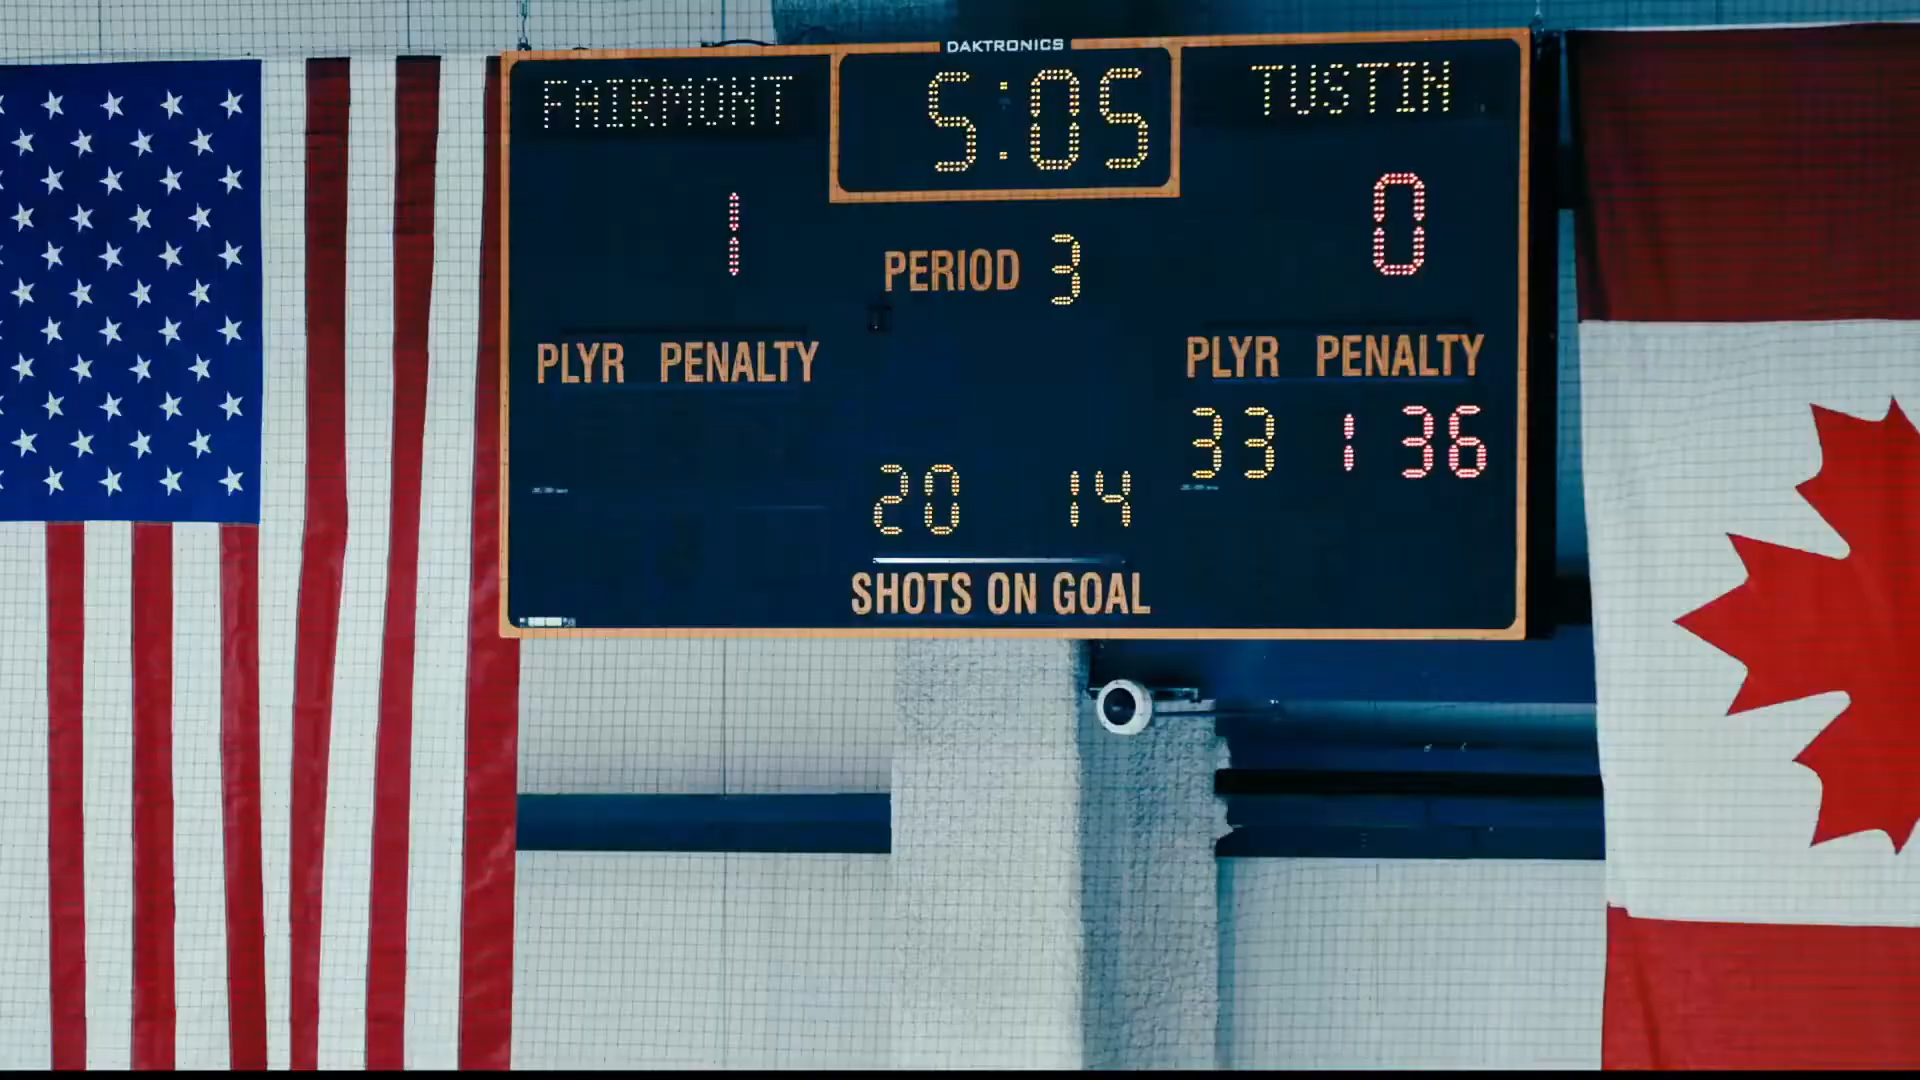 DAKTRONICS
FAIRMONT 5:05 TUSTIN
1 0
PERIOD 3
PLYR PENALTY PLYR PENALTY
33 1 36
20 14
SHOTS ON GOAL